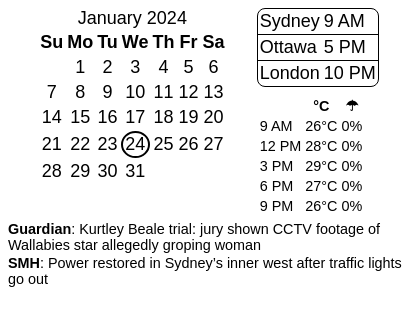 January 2024
Su Mo Tu We Th Fr Sa
1 2 3 4 5 6
7 8 9 10 11 12 13
14 15 16 17 18 19 20
21 22 23 24 25 26 27
28 29 30 31
Sydney 9 AM
Ottawa 5 PM
London 10 PM
°C ☂
9 AM 26°C 0%
12 PM 28°C 0%
3 PM 29°C 0%
6 PM 27°C 0%
9 PM 26°C 0%
Guardian: Kurtley Beale trial: jury shown CCTV footage of
Wallabies star allegedly groping woman
SMH: Power restored in Sydney’s inner west after traffic lights
go out